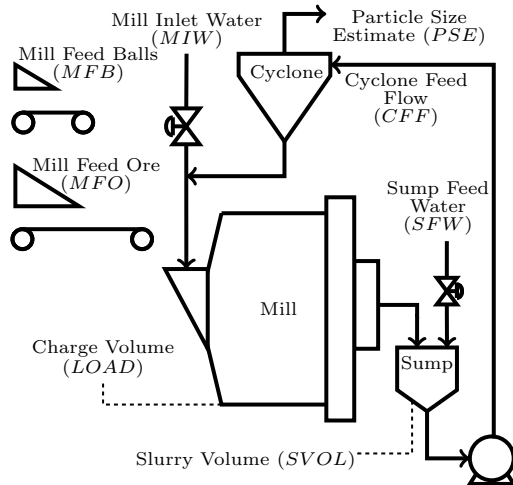 Mill Inlet Water
(MIW)
Particle Size
Estimate (PSE)
Mill Feed Balls
(MFB)
Cyclone
Cyclone Feed
Flow
(CFF)
Mill Feed Ore
(MFO)
Sump Feed
Water
(SFW)
Mill
Charge Volume
(LOAD)
Sump
Slurry Volume (SVOL)